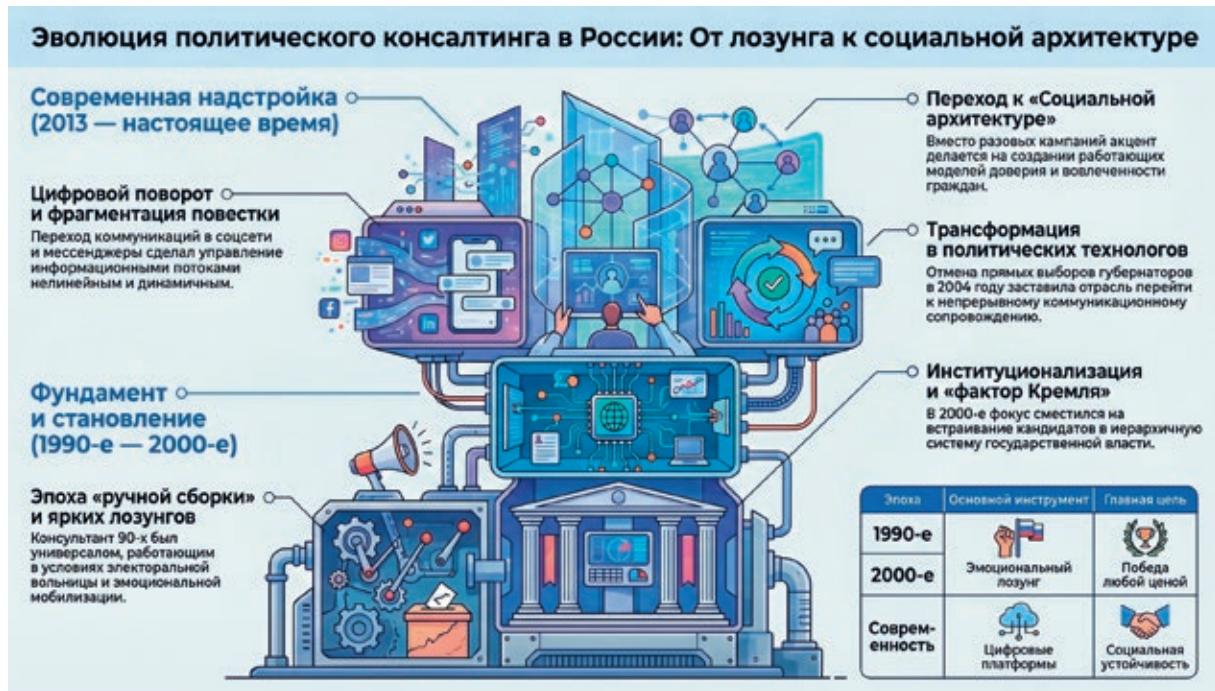 Эволюция политического консалтинга в России: От лозунга к социальной архитектуре
Современная надстройка
(2013 — настоящее время)
Цифровой поворот
и фрагментация повестки
Переход коммуникаций в соцсети
и мессенджеры сделал управление
информационными потоками
нелинейным и динамичным.
Фундамент
и становление
(1990-е — 2000-е)
Эпоха «ручной сборки»
и ярких лозунгов
Консультант 90-х был
универсалом, работающим
в условиях электоральной
вольницы и эмоциональной
мобилизации.
Переход к «Социальной
архитектуре»
Вместо разовых кампаний акцент
делается на создании работающих
моделей доверия и вовлеченности
граждан.
Трансформация
в политических технологов
Отмена прямых выборов губернаторов
в 2004 году заставила отрасль перейти
к непрерывному коммуникационному
сопровождению.
Институционализация
и «фактор Кремля»
В 2000-е фокус сместился на
встраивание кандидатов в иерархичную
систему государственной власти.
Эпоха Основной инструмент Главная цель
1990-е
2000-е
Эмоциональный
лозунг
Победа
любой ценой
Соврем-
енность
Цифровые
платформы
Социальная
устойчивость